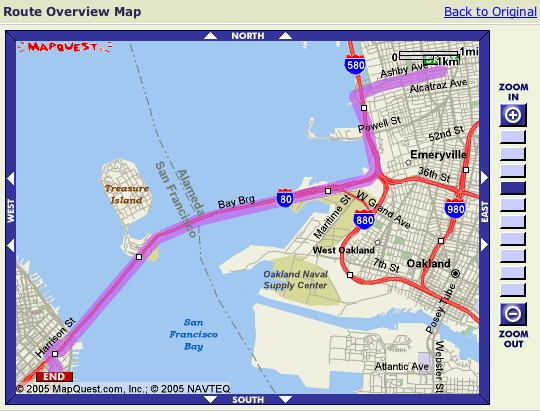 Route Overview Map
Back to Original
NORTH
MAPQUEST
0
1mi
1km
580
Ashby Ave
Alcatraz Ave
ZOOM
IN
Powell St
52nd St
Emeryville
Alameda
San Francisco
Treasure
Island
36th St
Bay Brg
80
W Grand Ave
Maritime St
880
980
WEST
EAST
West Oakland
7th St
Oakland
Oakland Naval
Supply Center
Posey Tube
San
Francisco
Bay
Harrison St
ZOOM
OUT
Webster St
Atlantic Ave
END
© 2005 MapQuest.com, Inc.; © 2005 NAVTEQ
SOUTH